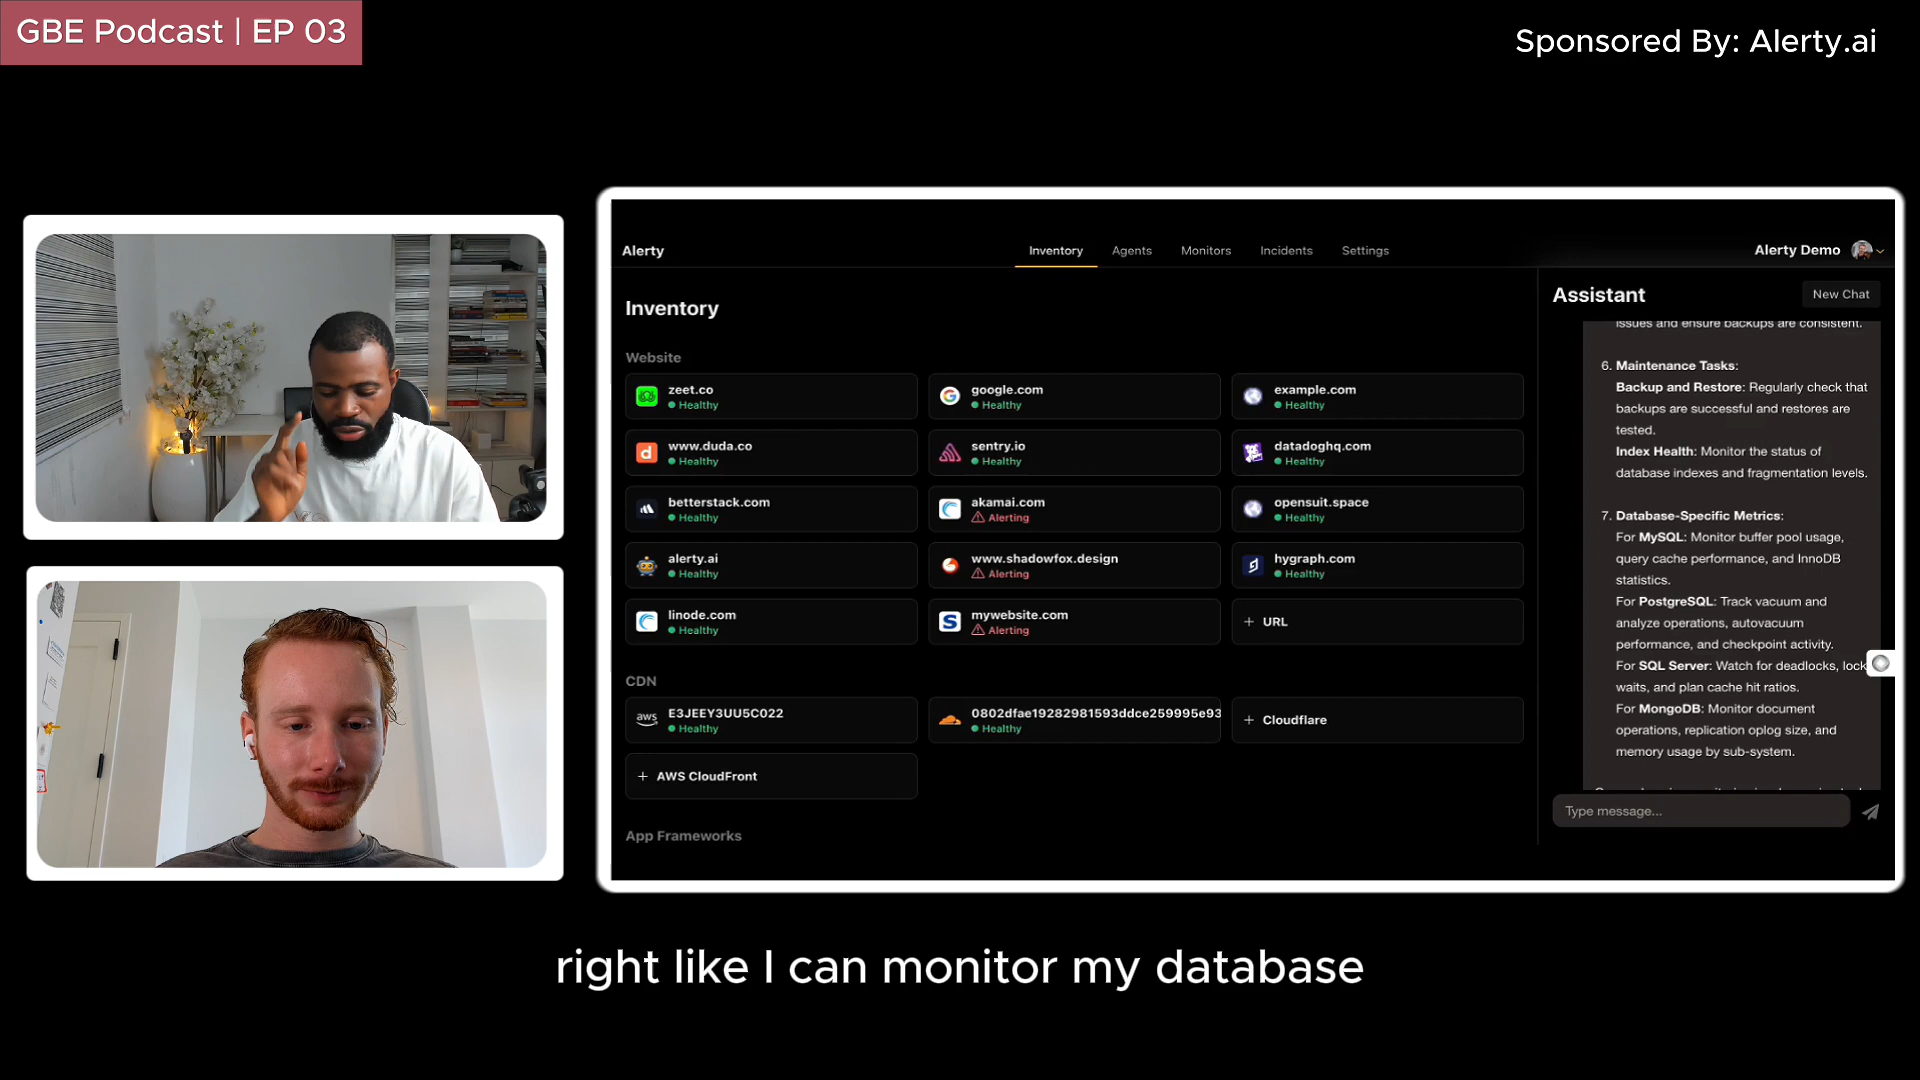 GBE Podcast | EP 03
Sponsored By: Alerty.ai
Alerty
Inventory
Agents
Monitors
Incidents
Settings
Alerty Demo
Inventory
Website
zeet.co
Healthy
google.com
Healthy
example.com
Healthy
www.duda.co
Healthy
sentry.io
Healthy
datadoghq.com
Healthy
betterstack.com
Healthy
akamai.com
Alerting
opensuit.space
Healthy
alerty.ai
Healthy
www.shadowfox.design
Alerting
hygraph.com
Healthy
linode.com
Healthy
mywebsite.com
Alerting
+ URL
CDN
aws
E3JEEY3UU5C022
Healthy
0802dfae19282981593ddce259995e93
Healthy
+ Cloudflare
+ AWS CloudFront
App Frameworks
Assistant
New Chat
issues and ensure backups are consistent.
6. Maintenance Tasks:
Backup and Restore: Regularly check that
backups are successful and restores are
tested.
Index Health: Monitor the status of
database indexes and fragmentation levels.
7. Database-Specific Metrics:
For MySQL: Monitor buffer pool usage,
query cache performance, and InnoDB
statistics.
For PostgreSQL: Track vacuum and
analyze operations, autovacuum
performance, and checkpoint activity.
For SQL Server: Watch for deadlocks, lock
waits, and plan cache hit ratios.
For MongoDB: Monitor document
operations, replication oplog size, and
memory usage by sub-system.
Type message...
right like I can monitor my database